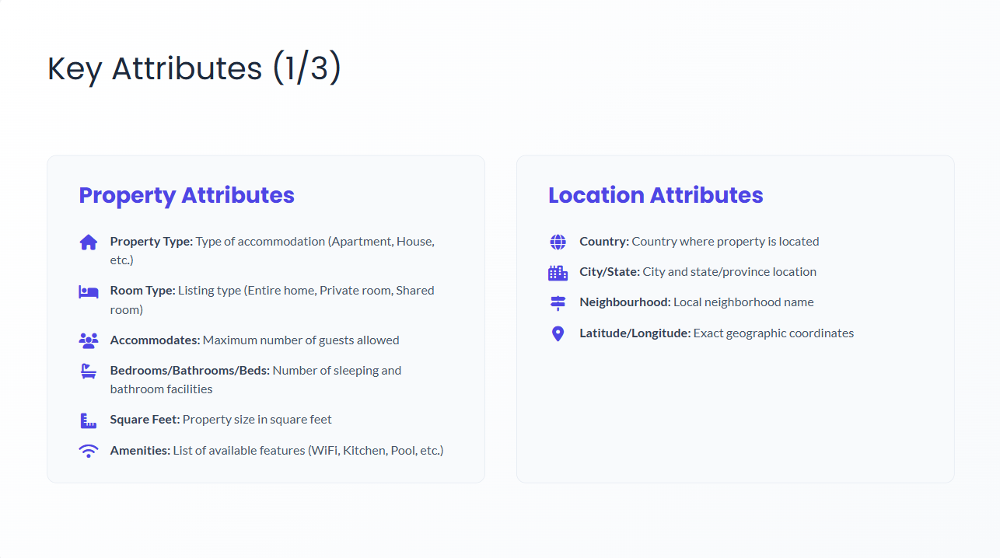 Key Attributes (1/3)
Property Attributes
Property Type: Type of accommodation (Apartment, House,
etc.)
Room Type: Listing type (Entire home, Private room, Shared
room)
Accommodates: Maximum number of guests allowed
Bedrooms/Bathrooms/Beds: Number of sleeping and
bathroom facilities
Square Feet: Property size in square feet
Amenities: List of available features (WiFi, Kitchen, Pool, etc.)
Location Attributes
Country: Country where property is located
City/State: City and state/province location
Neighbourhood: Local neighborhood name
Latitude/Longitude: Exact geographic coordinates